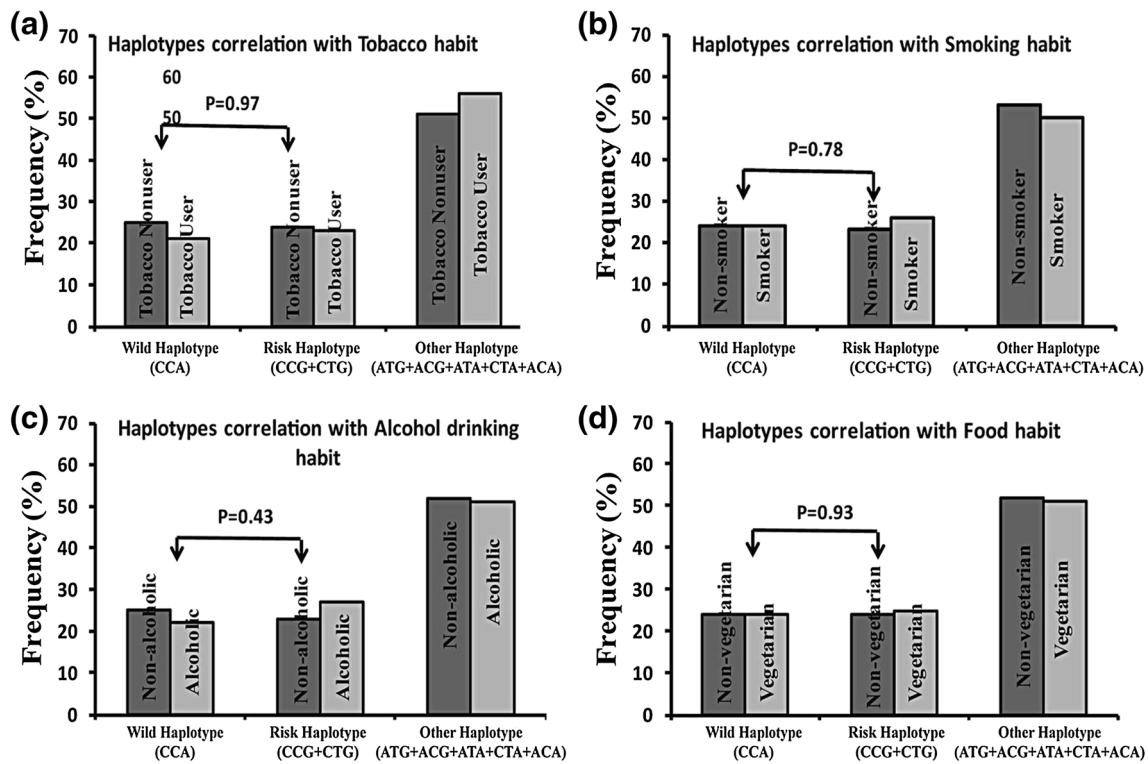 (a)
Haplotypes correlation with Tobacco habit
Frequency (%)
70
60
50
40
30
20
10
0
60
50
P=0.97
Tobacco Nonuser
Tobacco User
Tobacco Nonuser
Tobacco User
Tobacco Nonuser
Tobacco User
Wild Haplotype
(CCA)
Risk Haplotype
(CCG+CTG)
Other Haplotype
(ATG+ACG+ATA+CTA+ACA)
(b)
Haplotypes correlation with Smoking habit
Frequency (%)
70
60
50
40
30
20
10
0
P=0.78
Non-smoker
Smoker
Non-smoker
Smoker
Non-smoker
Smoker
Wild Haplotype
(CCA)
Risk Haplotype
(CCG+CTG)
Other Haplotype
(ATG+ACG+ATA+CTA+ACA)
(c)
Haplotypes correlation with Alcohol drinking
habit
Frequency (%)
70
60
50
40
30
20
10
0
P=0.43
Non-alcoholic
Alcoholic
Non-alcoholic
Alcoholic
Non-alcoholic
Alcoholic
Wild Haplotype
(CCA)
Risk Haplotype
(CCG+CTG)
Other Haplotype
(ATG+ACG+ATA+CTA+ACA)
(d)
Haplotypes correlation with Food habit
Frequency (%)
70
60
50
40
30
20
10
0
P=0.93
Non-vegetarian
Vegetarian
Non-vegetarian
Vegetarian
Non-vegetarian
Vegetarian
Wild Haplotype
(CCA)
Risk Haplotype
(CCG+CTG)
Other Haplotype
(ATG+ACG+ATA+CTA+ACA)